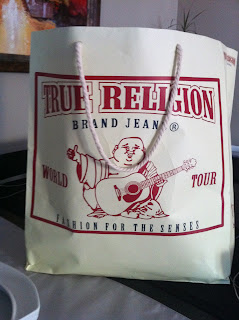 TRUE RELIGION
BRAND JEANS ®
WORLD TOUR
FASHION FOR THE SENSES